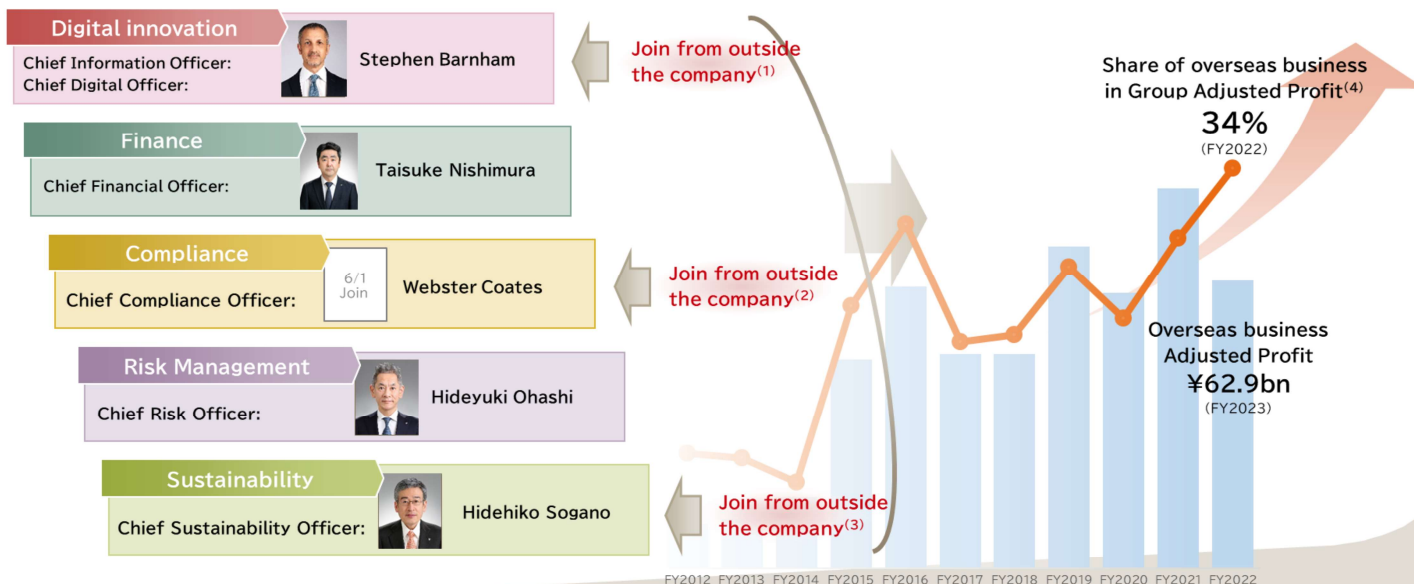 Digital innovation
Chief Information Officer:
Chief Digital Officer:
Stephen Barnham
Join from outside
the company(1)
Finance
Chief Financial Officer:
Taisuke Nishimura
Compliance
Chief Compliance Officer:
6/1
Join
Webster Coates
Join from outside
the company(2)
Risk Management
Chief Risk Officer:
Hideyuki Ohashi
Sustainability
Chief Sustainability Officer:
Hidehiko Sogano
Join from outside
the company(3)
Share of overseas business
in Group Adjusted Profit(4)
34%
(FY2022)
Overseas business
Adjusted Profit
¥62.9bn
(FY2023)
FY2012 FY2013 FY2014 FY2015 FY2016 FY2017 FY2018 FY2019 FY2020 FY2021 FY2022